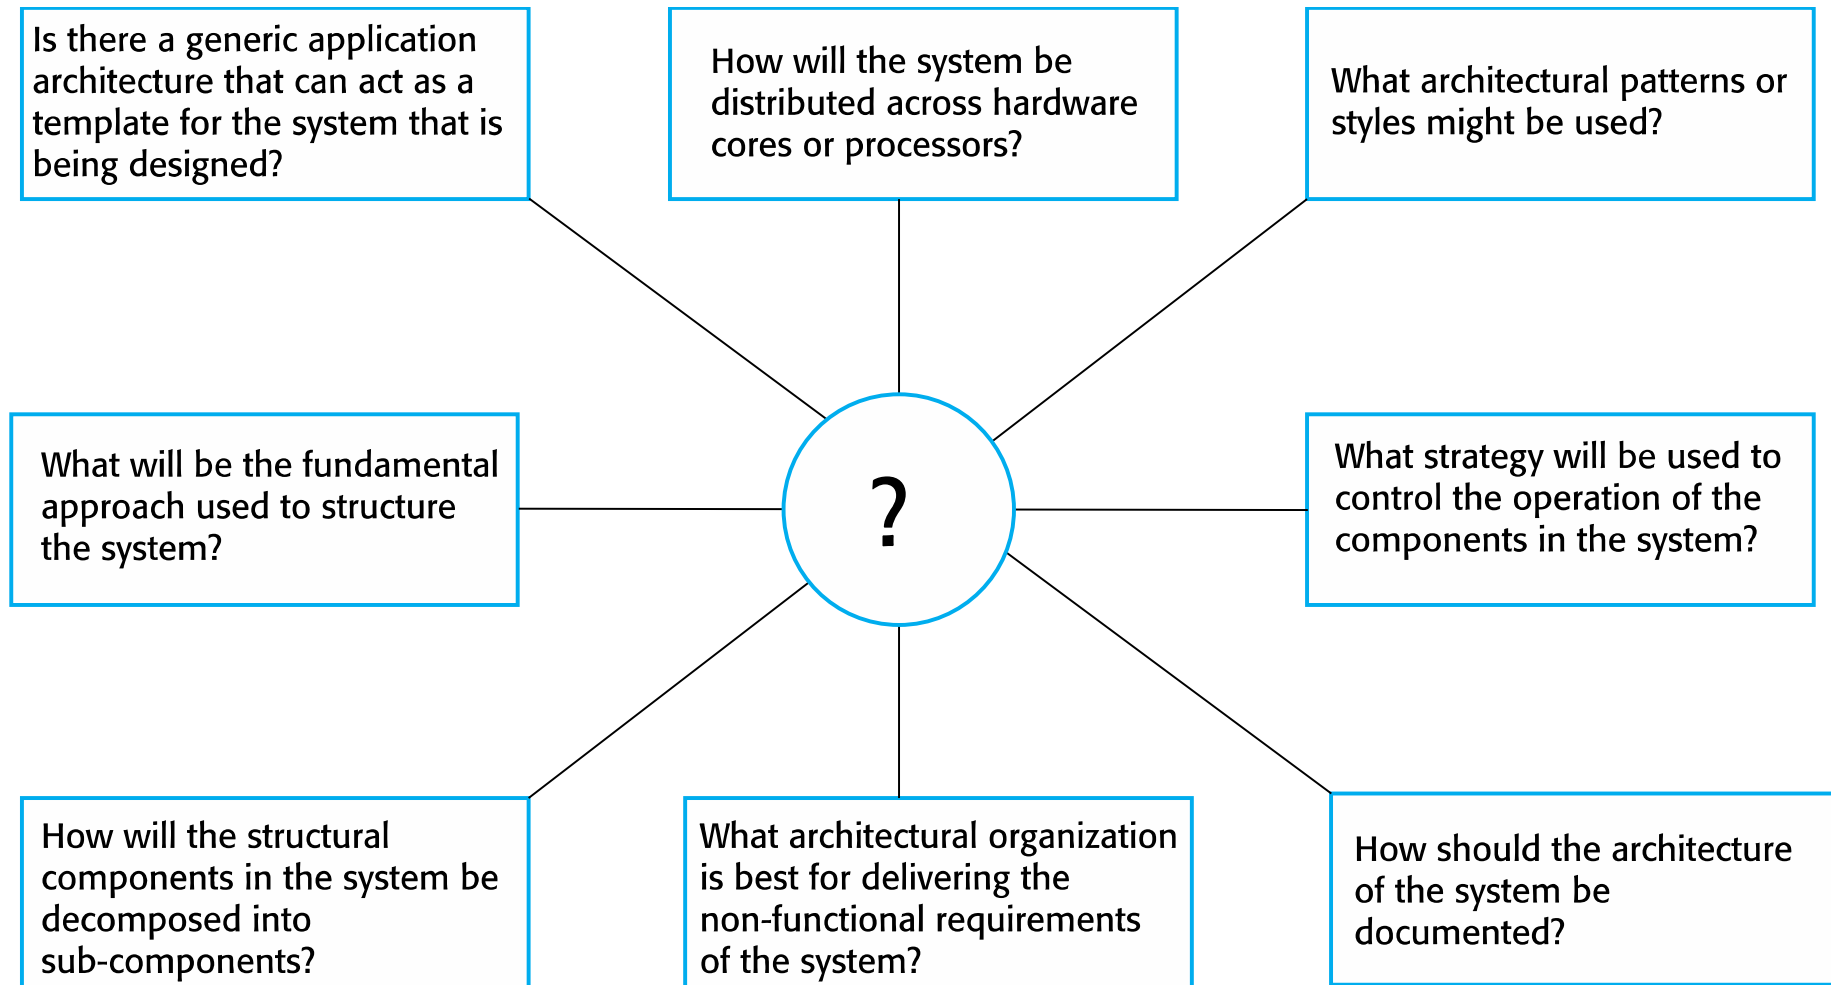 Is there a generic application
architecture that can act as a
template for the system that is
being designed?
How will the system be
distributed across hardware
cores or processors?
What architectural patterns or
styles might be used?
What will be the fundamental
approach used to structure
the system?
?
What strategy will be used to
control the operation of the
components in the system?
How will the structural
components in the system be
decomposed into
sub-components?
What architectural organization
is best for delivering the
non-functional requirements
of the system?
How should the architecture
of the system be
documented?